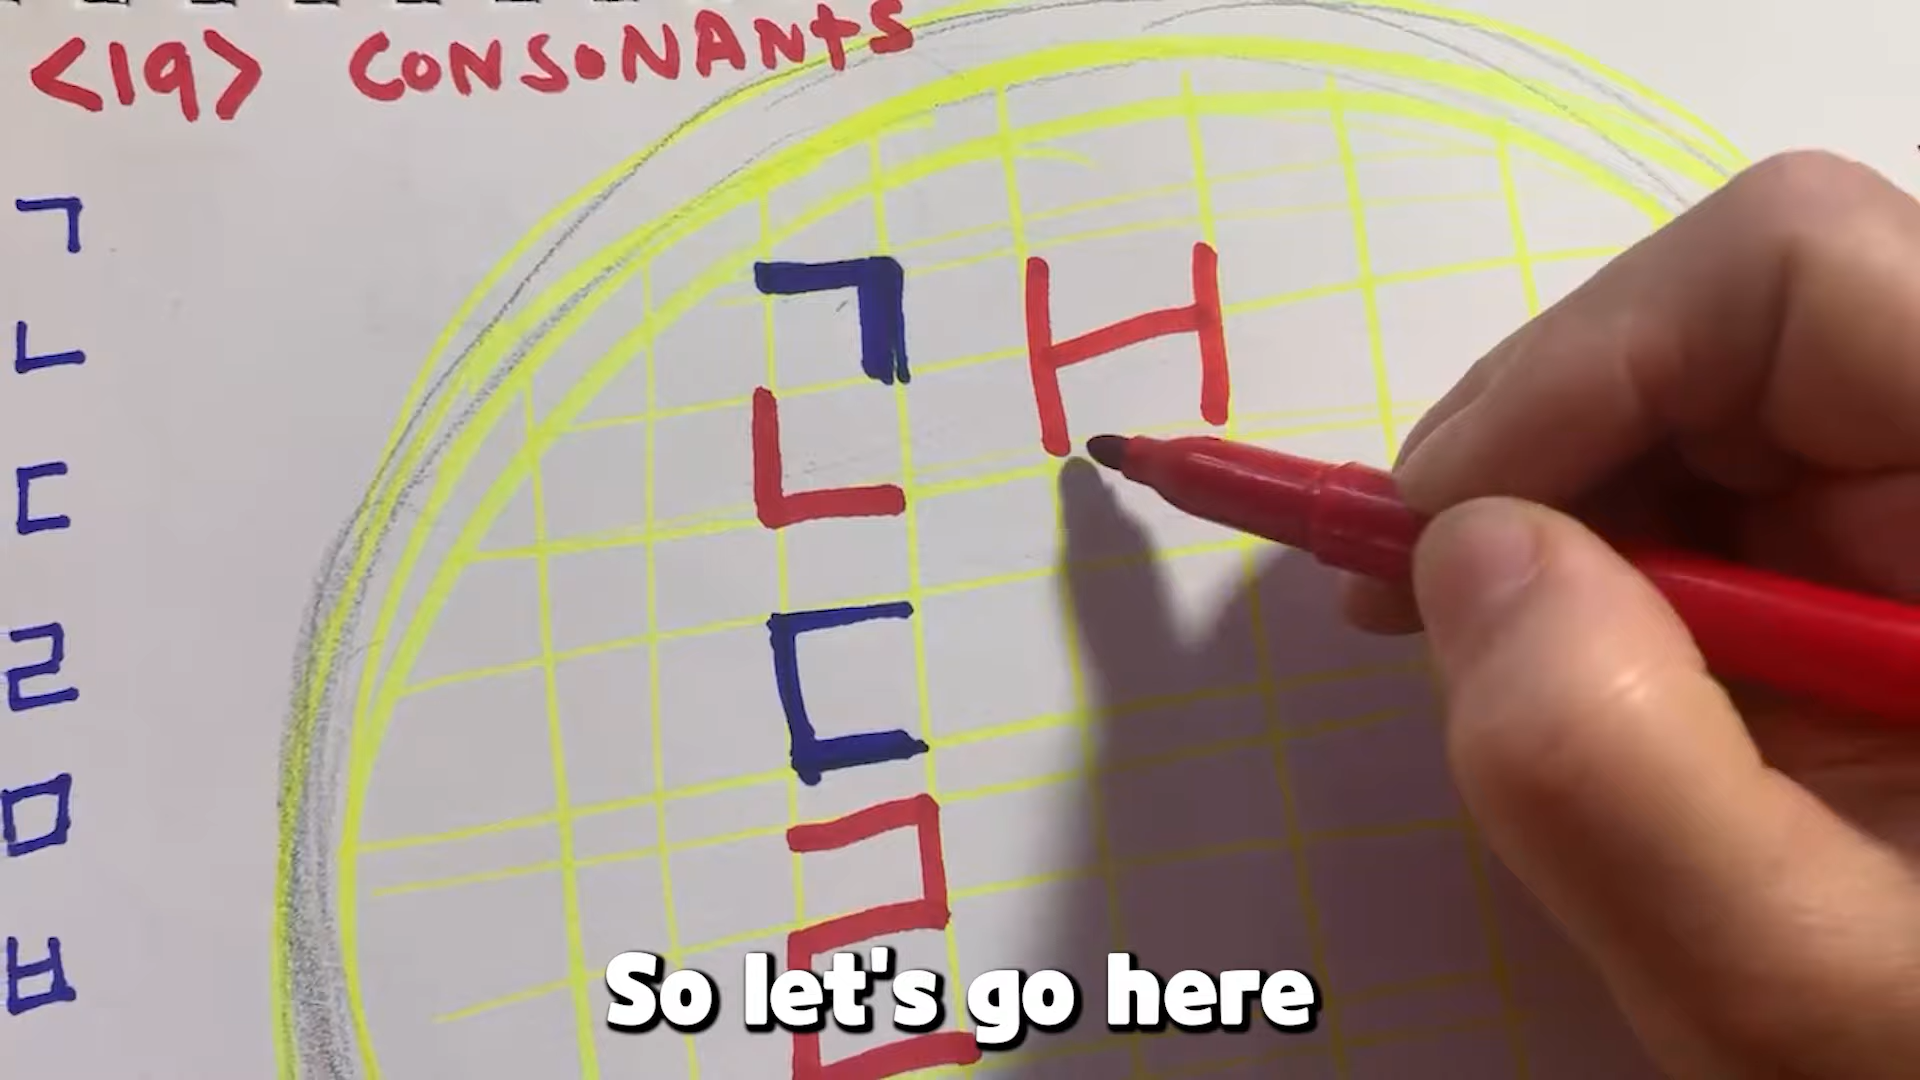 <19> CONSONANTS
ㄱ
ㄴ
ㄷ
ㄹ
ㅁ
ㅂ
ㄱ H
ㄴ
ㄷ
ㄹ
So let's go here